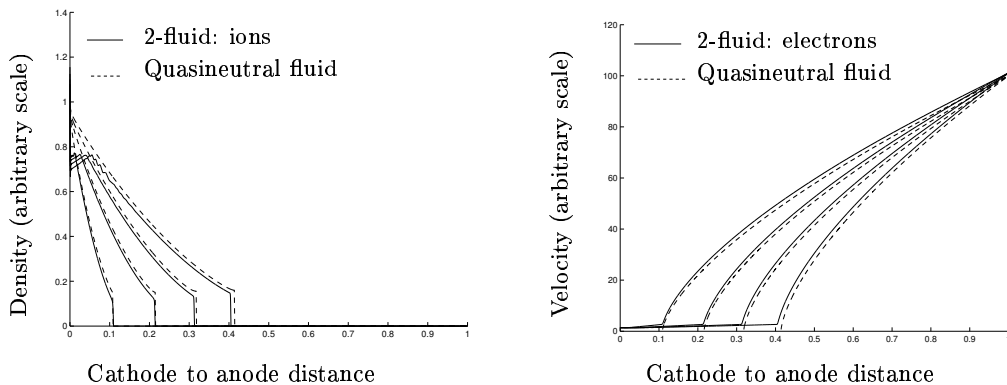 Density (arbitrary scale)
1.4
1.2
1
0.8
0.6
0.4
0.2
0
2-fluid: ions
Quasineutral fluid
0 0.1 0.2 0.3 0.4 0.5 0.6 0.7 0.8 0.9 1
Cathode to anode distance
Velocity (arbitrary scale)
120
100
80
60
40
20
0
2-fluid: electrons
Quasineutral fluid
0 0.1 0.2 0.3 0.4 0.5 0.6 0.7 0.8 0.9
Cathode to anode distance